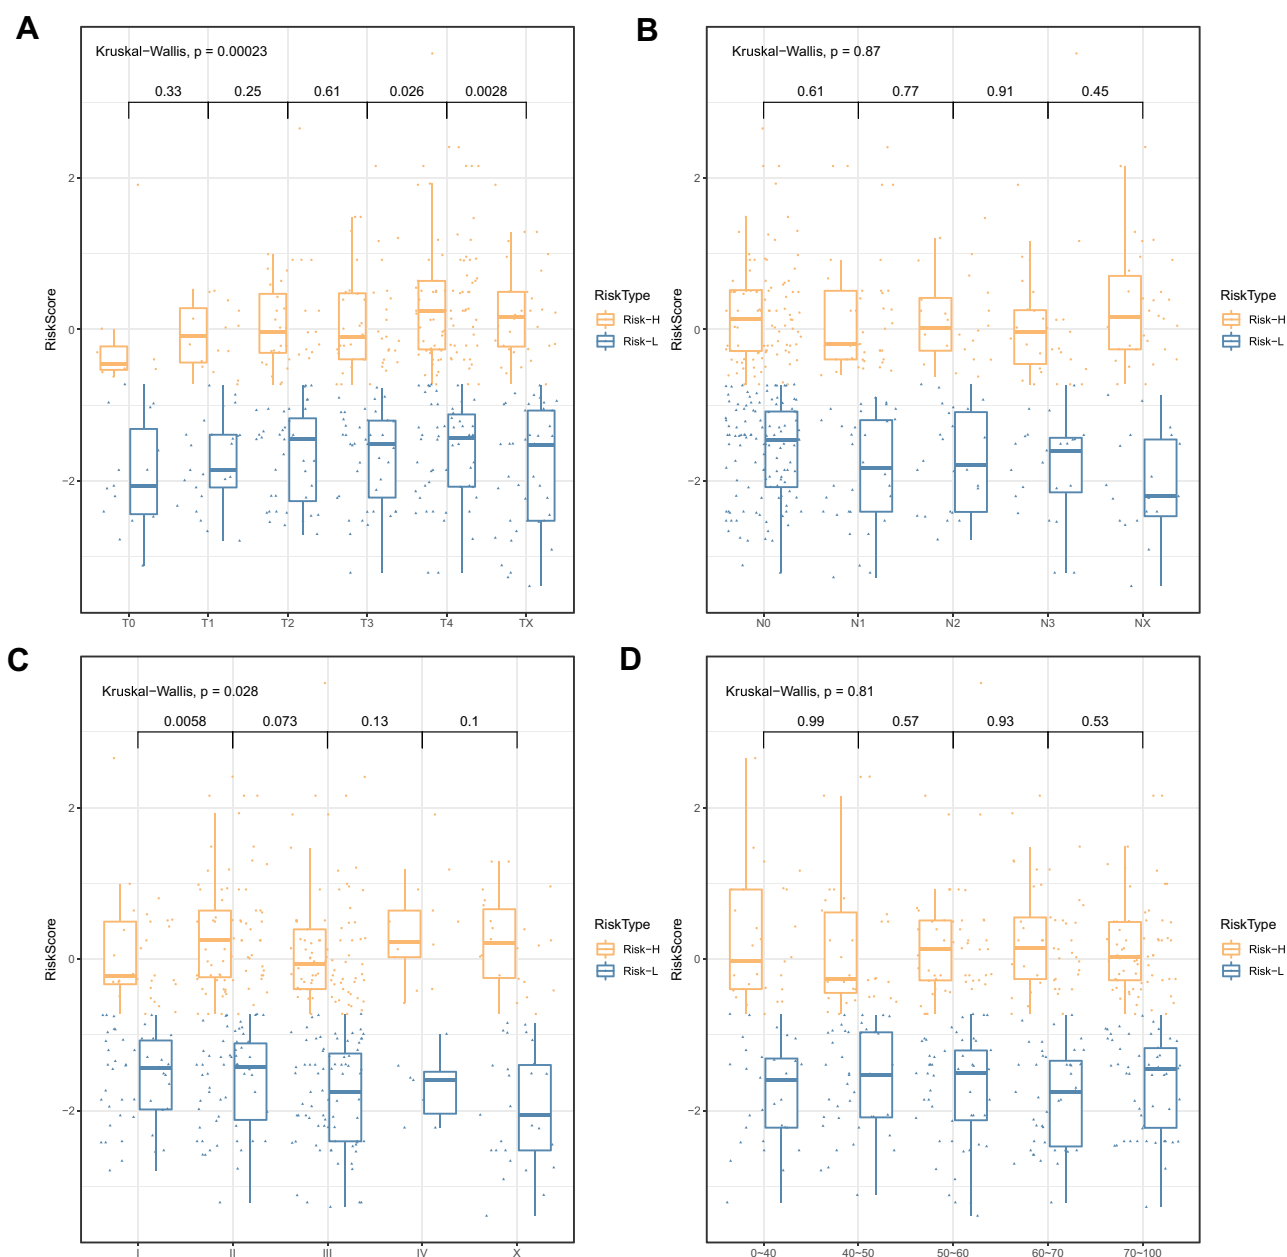 A
Kruskal−Wallis, p = 0.00023
0.33 0.25 0.61 0.026 0.0028
2
0
−2
RiskScore
T0 T1 T2 T3 T4 TX
RiskType
Risk−H
Risk−L
B
Kruskal−Wallis, p = 0.87
0.61 0.77 0.91 0.45
2
0
−2
RiskScore
N0 N1 N2 N3 NX
RiskType
Risk−H
Risk−L
C
Kruskal−Wallis, p = 0.028
0.0058 0.073 0.13 0.1
2
0
−2
RiskScore
I II III IV X
RiskType
Risk−H
Risk−L
D
Kruskal−Wallis, p = 0.81
0.99 0.57 0.93 0.53
2
0
−2
RiskScore
0~40 40~50 50~60 60~70 70~100
RiskType
Risk−H
Risk−L